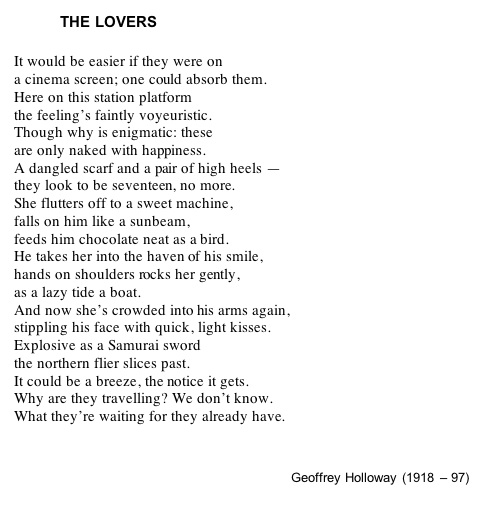 THE LOVERS
It would be easier if they were on
a cinema screen; one could absorb them.
Here on this station platform
the feeling's faintly voyeuristic.
Though why is enigmatic: these
are only naked with happiness.
A dangled scarf and a pair of high heels —
they look to be seventeen, no more.
She flutters off to a sweet machine,
falls on him like a sunbeam,
feeds him chocolate neat as a bird.
He takes her into the haven of his smile,
hands on shoulders rocks her gently,
as a lazy tide a boat.
And now she's crowded into his arms again,
stippling his face with quick, light kisses.
Explosive as a Samurai sword
the northern flier slices past.
It could be a breeze, the notice it gets.
Why are they travelling? We don't know.
What they're waiting for they already have.
Geoffrey Holloway (1918 – 97)